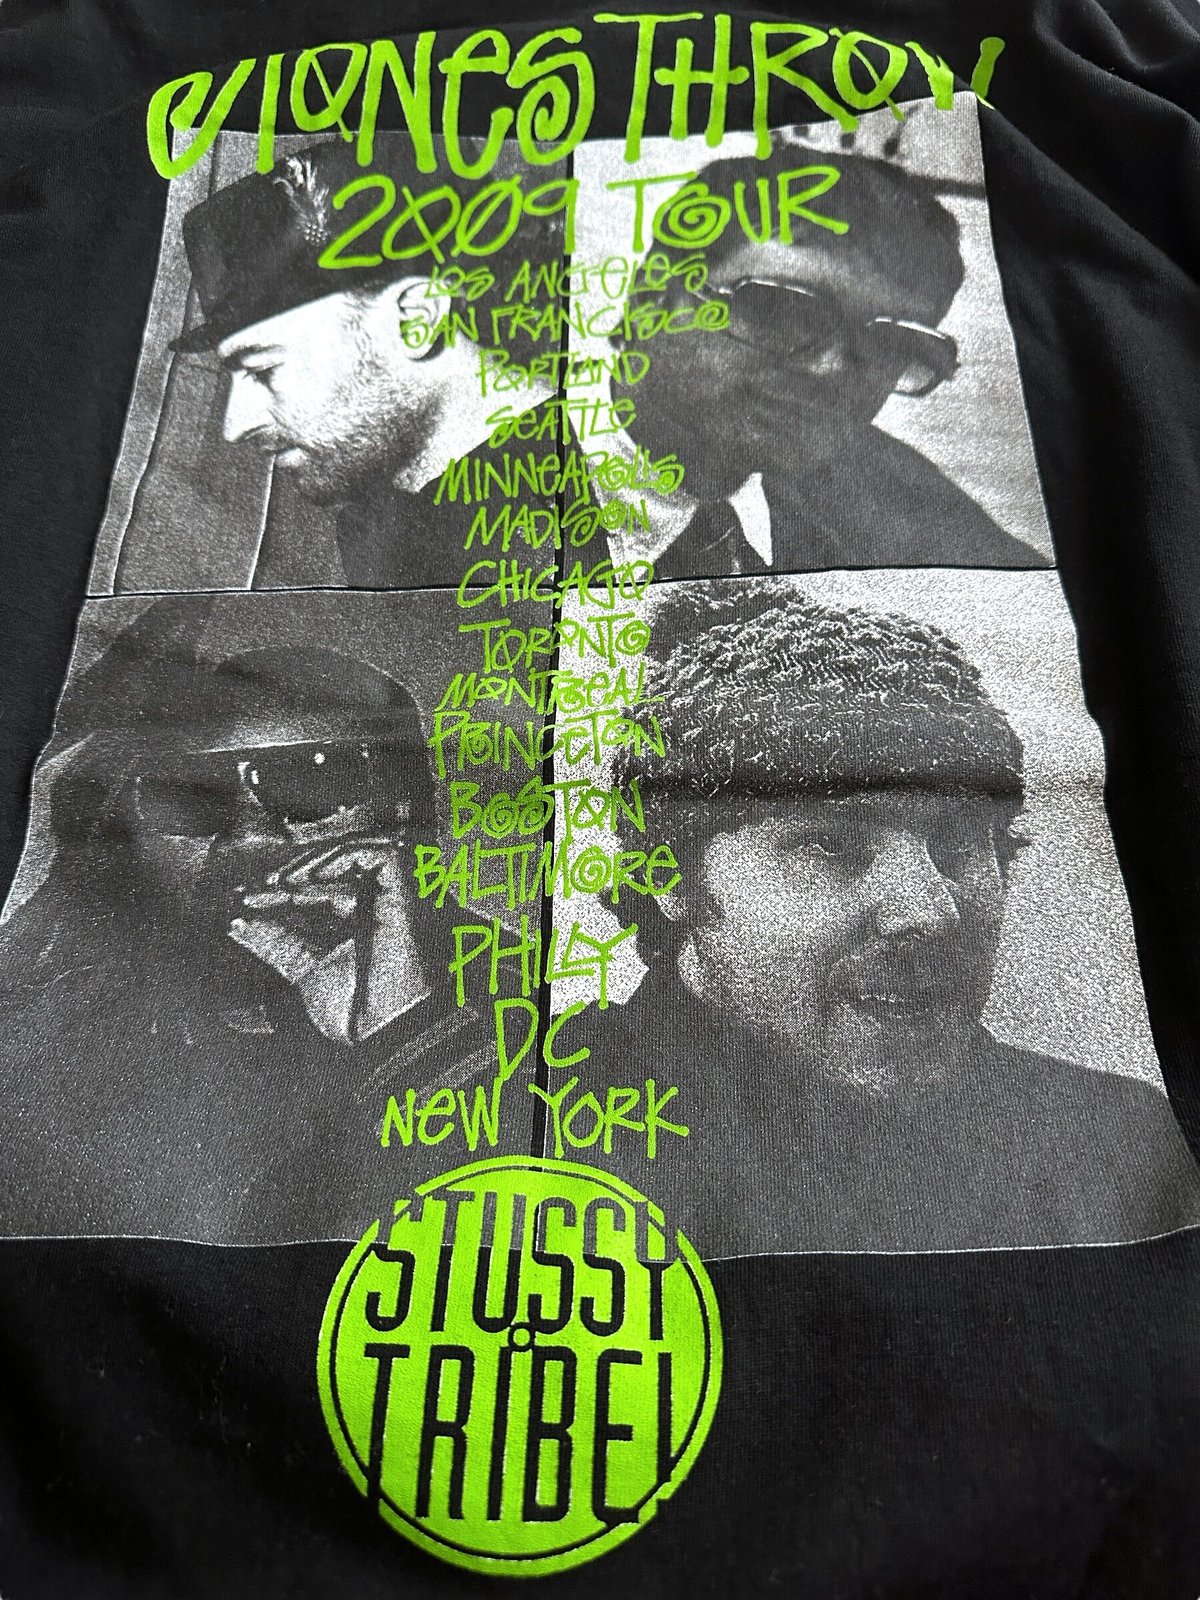 STONES THROW
2009 TOUR
LOS ANGELES
SAN FRANCISCO
PORTLAND
SEATTLE
MINNEAPOLIS
MADISON
CHICAGO
TORONTO
MONTREAL
PRINCETON
BOSTON
BALTIMORE
PHILLY
DC
NEW YORK
STUSSY
TRIBE